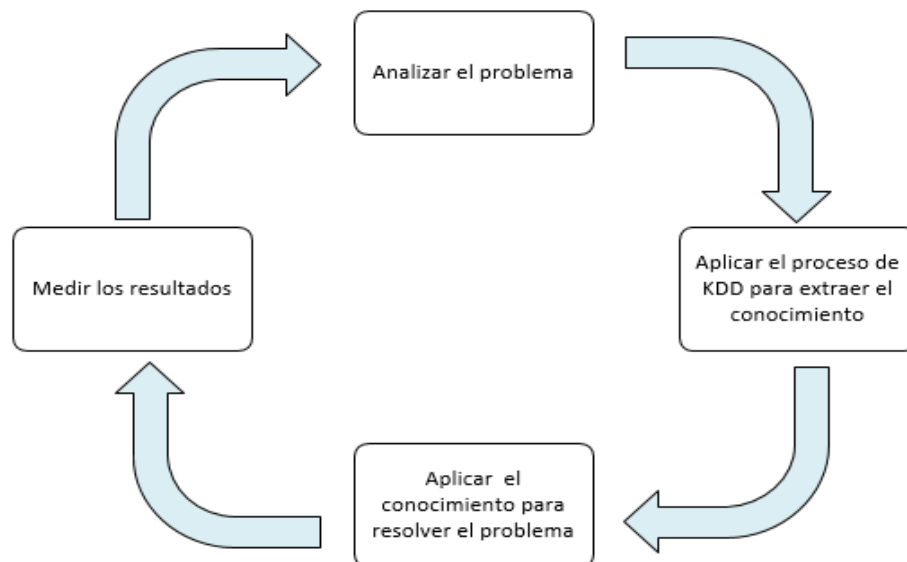 Analizar el problema
Aplicar el proceso de
KDD para extraer el
conocimiento
Aplicar el
conocimiento para
resolver el problema
Medir los resultados